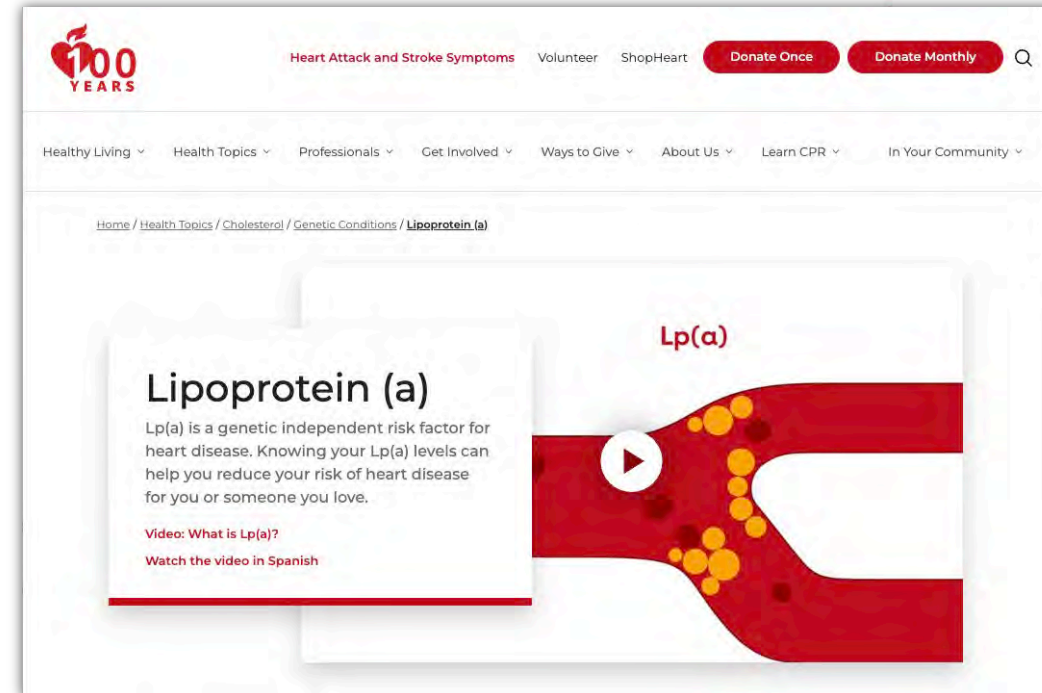 100
YEARS
Heart Attack and Stroke Symptoms Volunteer ShopHeart Donate Once Donate Monthly
Healthy Living Health Topics Professionals Get Involved Ways to Give About Us Learn CPR In Your Community
Home / Health Topics / Cholesterol / Genetic Conditions / Lipoprotein (a)
Lp(a)
Lipoprotein (a)
Lp(a) is a genetic independent risk factor for
heart disease. Knowing your Lp(a) levels can
help you reduce your risk of heart disease
for you or someone you love.
Video: What is Lp(a)?
Watch the video in Spanish